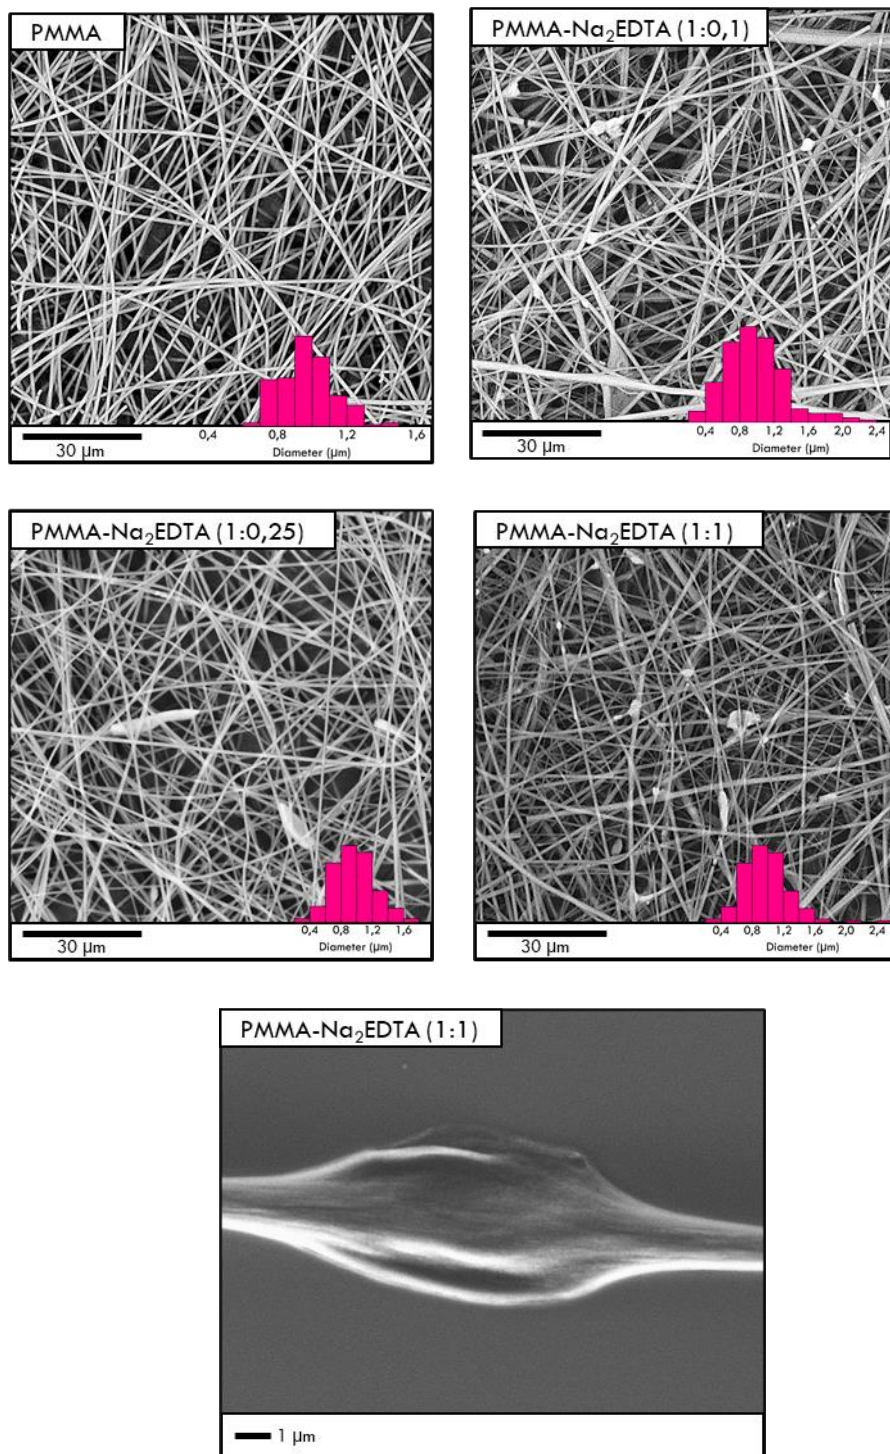 PMMA
0,4 0,8 1,2 1,6
30 µm
Diameter (µm)
PMMA-Na₂EDTA (1:0,1)
0,4 0,8 1,2 1,6 2,0 2,4
30 µm
Diameter (µm)
PMMA-Na₂EDTA (1:0,25)
0,4 0,8 1,2 1,6
30 µm
Diameter (µm)
PMMA-Na₂EDTA (1:1)
0,4 0,8 1,2 1,6 2,0 2,4
30 µm
Diameter (µm)
PMMA-Na₂EDTA (1:1)
1 µm